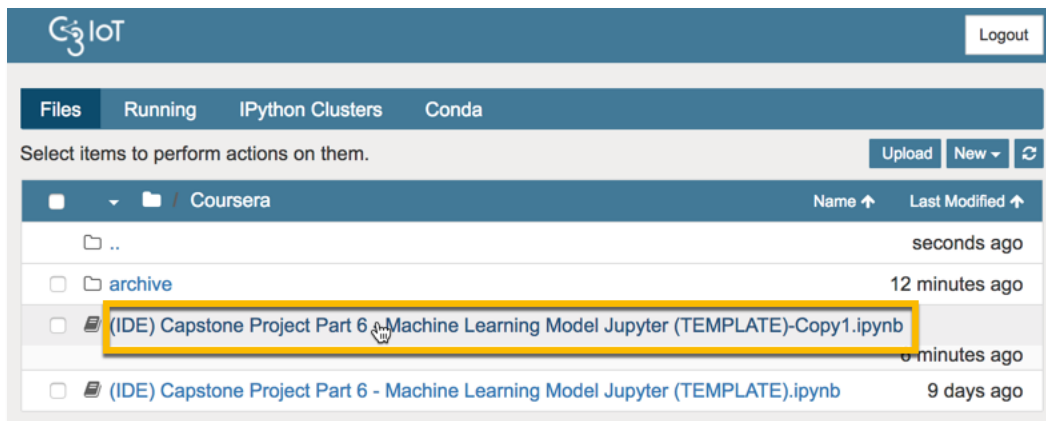 C3 IoT
Logout
Files Running IPython Clusters Conda
Select items to perform actions on them.
Upload New
/ Coursera Name Last Modified
.. seconds ago
archive 12 minutes ago
(IDE) Capstone Project Part 6 - Machine Learning Model Jupyter (TEMPLATE)-Copy1.ipynb
6 minutes ago
(IDE) Capstone Project Part 6 - Machine Learning Model Jupyter (TEMPLATE).ipynb 9 days ago